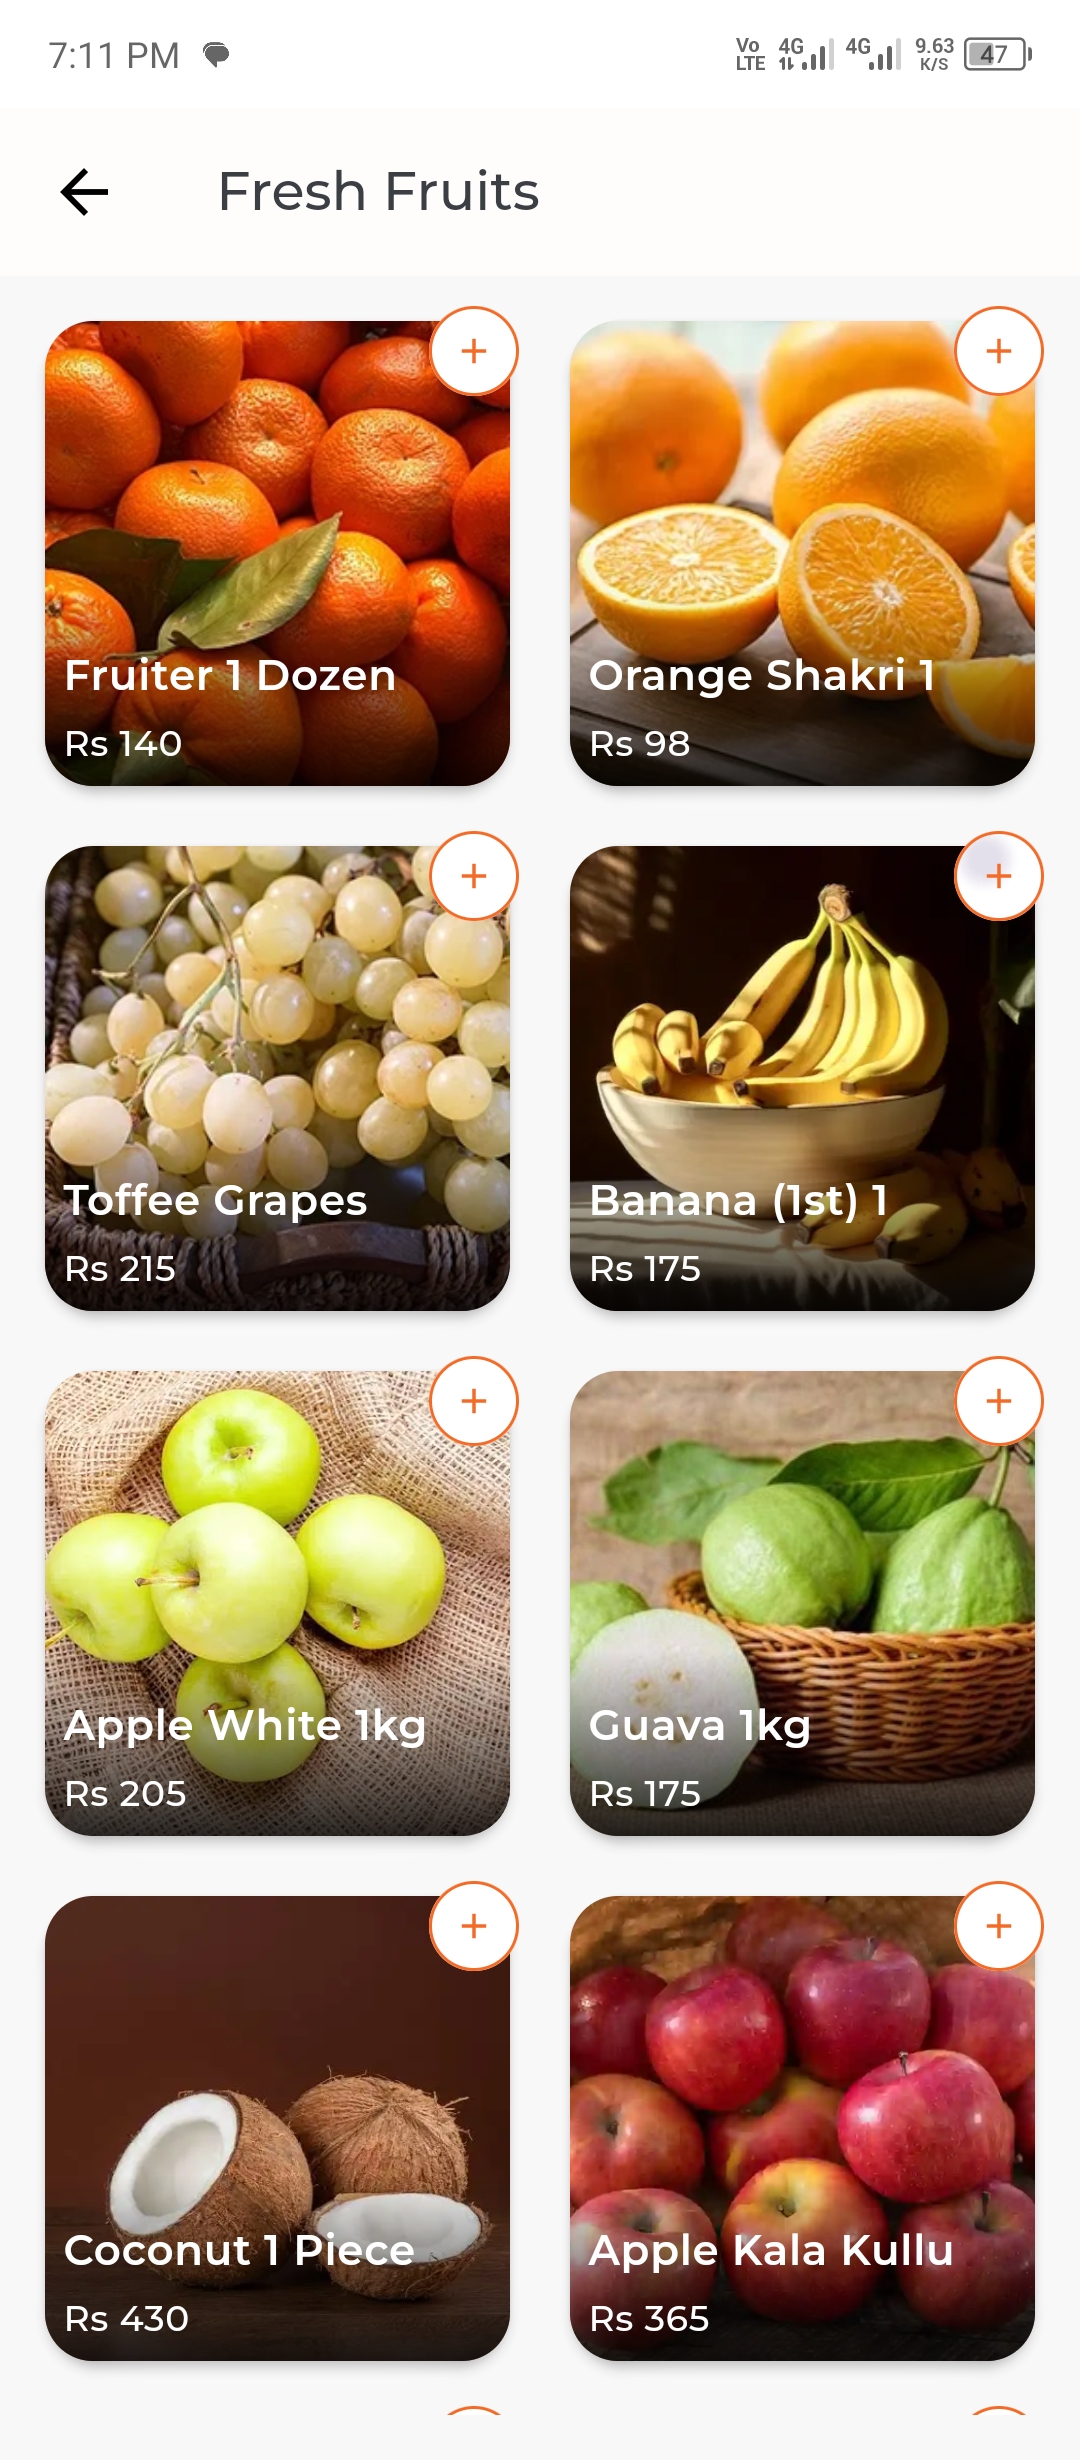 7:11 PM
Vo LTE 4G 4G 9.63 K/S 47
Fresh Fruits
Fruiter 1 Dozen
Rs 140
Orange Shakri 1
Rs 98
Toffee Grapes
Rs 215
Banana (1st) 1
Rs 175
Apple White 1kg
Rs 205
Guava 1kg
Rs 175
Coconut 1 Piece
Rs 430
Apple Kala Kullu
Rs 365